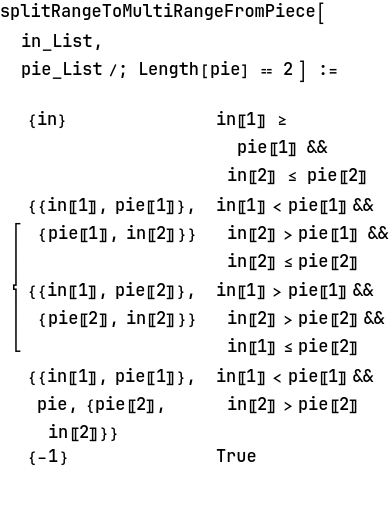 splitRangeToMultiRangeFromPiece[
in_List,
pie_List /; Length[pie] == 2] :=
{in} in〚1〛 ≥
pie〚1〛 &&
in〚2〛 ≤ pie〚2〛
{{in〚1〛, pie〚1〛}, in〚1〛 < pie〚1〛 &&
{pie〚1〛, in〚2〛}} in〚2〛 > pie〚1〛 &&
in〚2〛 ≤ pie〚2〛
{{in〚1〛, pie〚2〛}, in〚1〛 > pie〚1〛 &&
{pie〚2〛, in〚2〛}} in〚2〛 > pie〚2〛 &&
in〚1〛 ≤ pie〚2〛
{{in〚1〛, pie〚1〛}, in〚1〛 < pie〚1〛 &&
pie, {pie〚2〛, in〚2〛 > pie〚2〛
in〚2〛}}
{-1} True